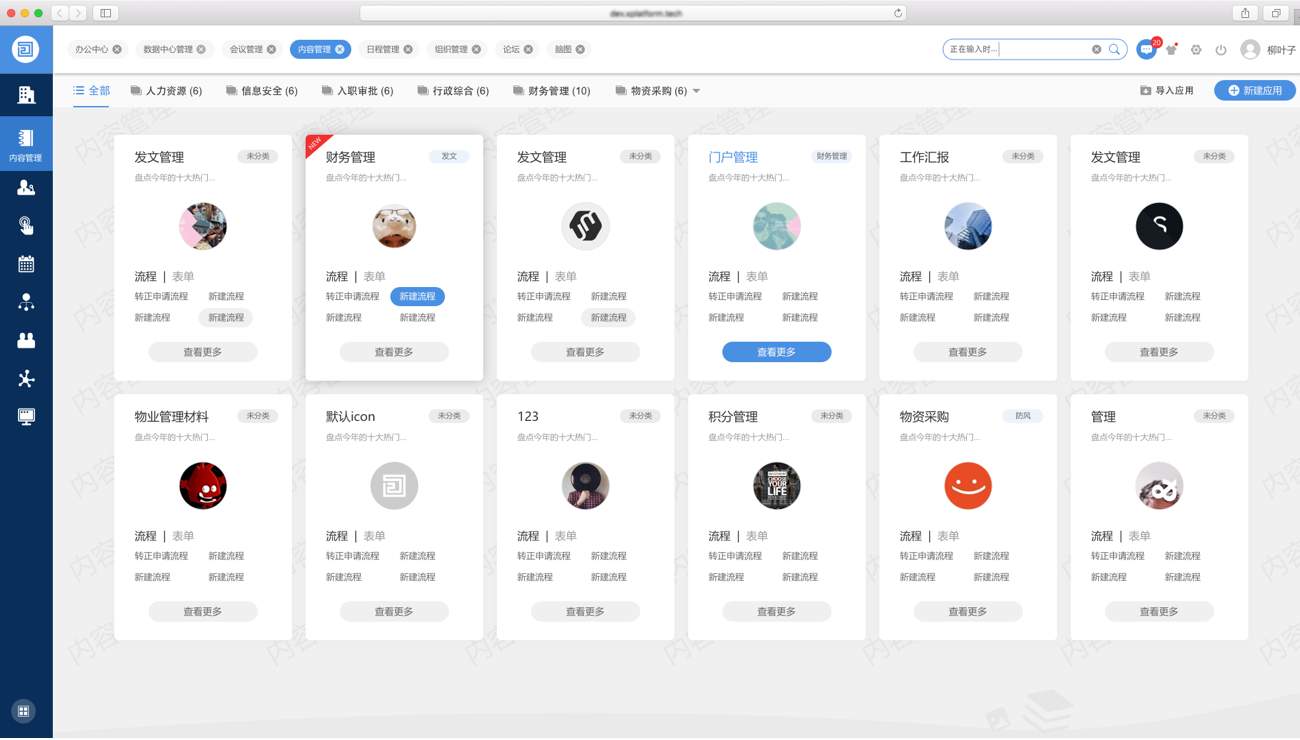 办公中心
数据中心管理
会议管理
内容管理
日程管理
组织管理
论坛
脑图
正在输入时...
20
柳叶子
内容管理
全部
人力资源 (6)
信息安全 (6)
入职审批 (6)
行政综合 (6)
财务管理 (10)
物资采购 (6)
导入应用
新建应用
发文管理 未分类
盘点今年的十大热门...
流程 | 表单
转正申请流程 新建流程
新建流程 新建流程
查看更多
NEW
财务管理 发文
盘点今年的十大热门...
流程 | 表单
转正申请流程 新建流程
新建流程 新建流程
查看更多
发文管理 未分类
盘点今年的十大热门...
流程 | 表单
转正申请流程 新建流程
新建流程 新建流程
查看更多
门户管理 财务管理
盘点今年的十大热门...
流程 | 表单
转正申请流程 新建流程
新建流程 新建流程
查看更多
工作汇报 未分类
盘点今年的十大热门...
流程 | 表单
转正申请流程 新建流程
新建流程 新建流程
查看更多
发文管理 未分类
盘点今年的十大热门...
流程 | 表单
转正申请流程 新建流程
新建流程 新建流程
查看更多
物业管理材料 未分类
盘点今年的十大热门...
流程 | 表单
转正申请流程 新建流程
新建流程 新建流程
查看更多
默认icon 未分类
盘点今年的十大热门...
流程 | 表单
转正申请流程 新建流程
新建流程 新建流程
查看更多
123 未分类
盘点今年的十大热门...
流程 | 表单
转正申请流程 新建流程
新建流程 新建流程
查看更多
积分管理 未分类
盘点今年的十大热门...
CHOOSE
YOUR
LIFE
流程 | 表单
转正申请流程 新建流程
新建流程 新建流程
查看更多
物资采购 防风
盘点今年的十大热门...
流程 | 表单
转正申请流程 新建流程
新建流程 新建流程
查看更多
管理 未分类
盘点今年的十大热门...
流程 | 表单
转正申请流程 新建流程
新建流程 新建流程
查看更多